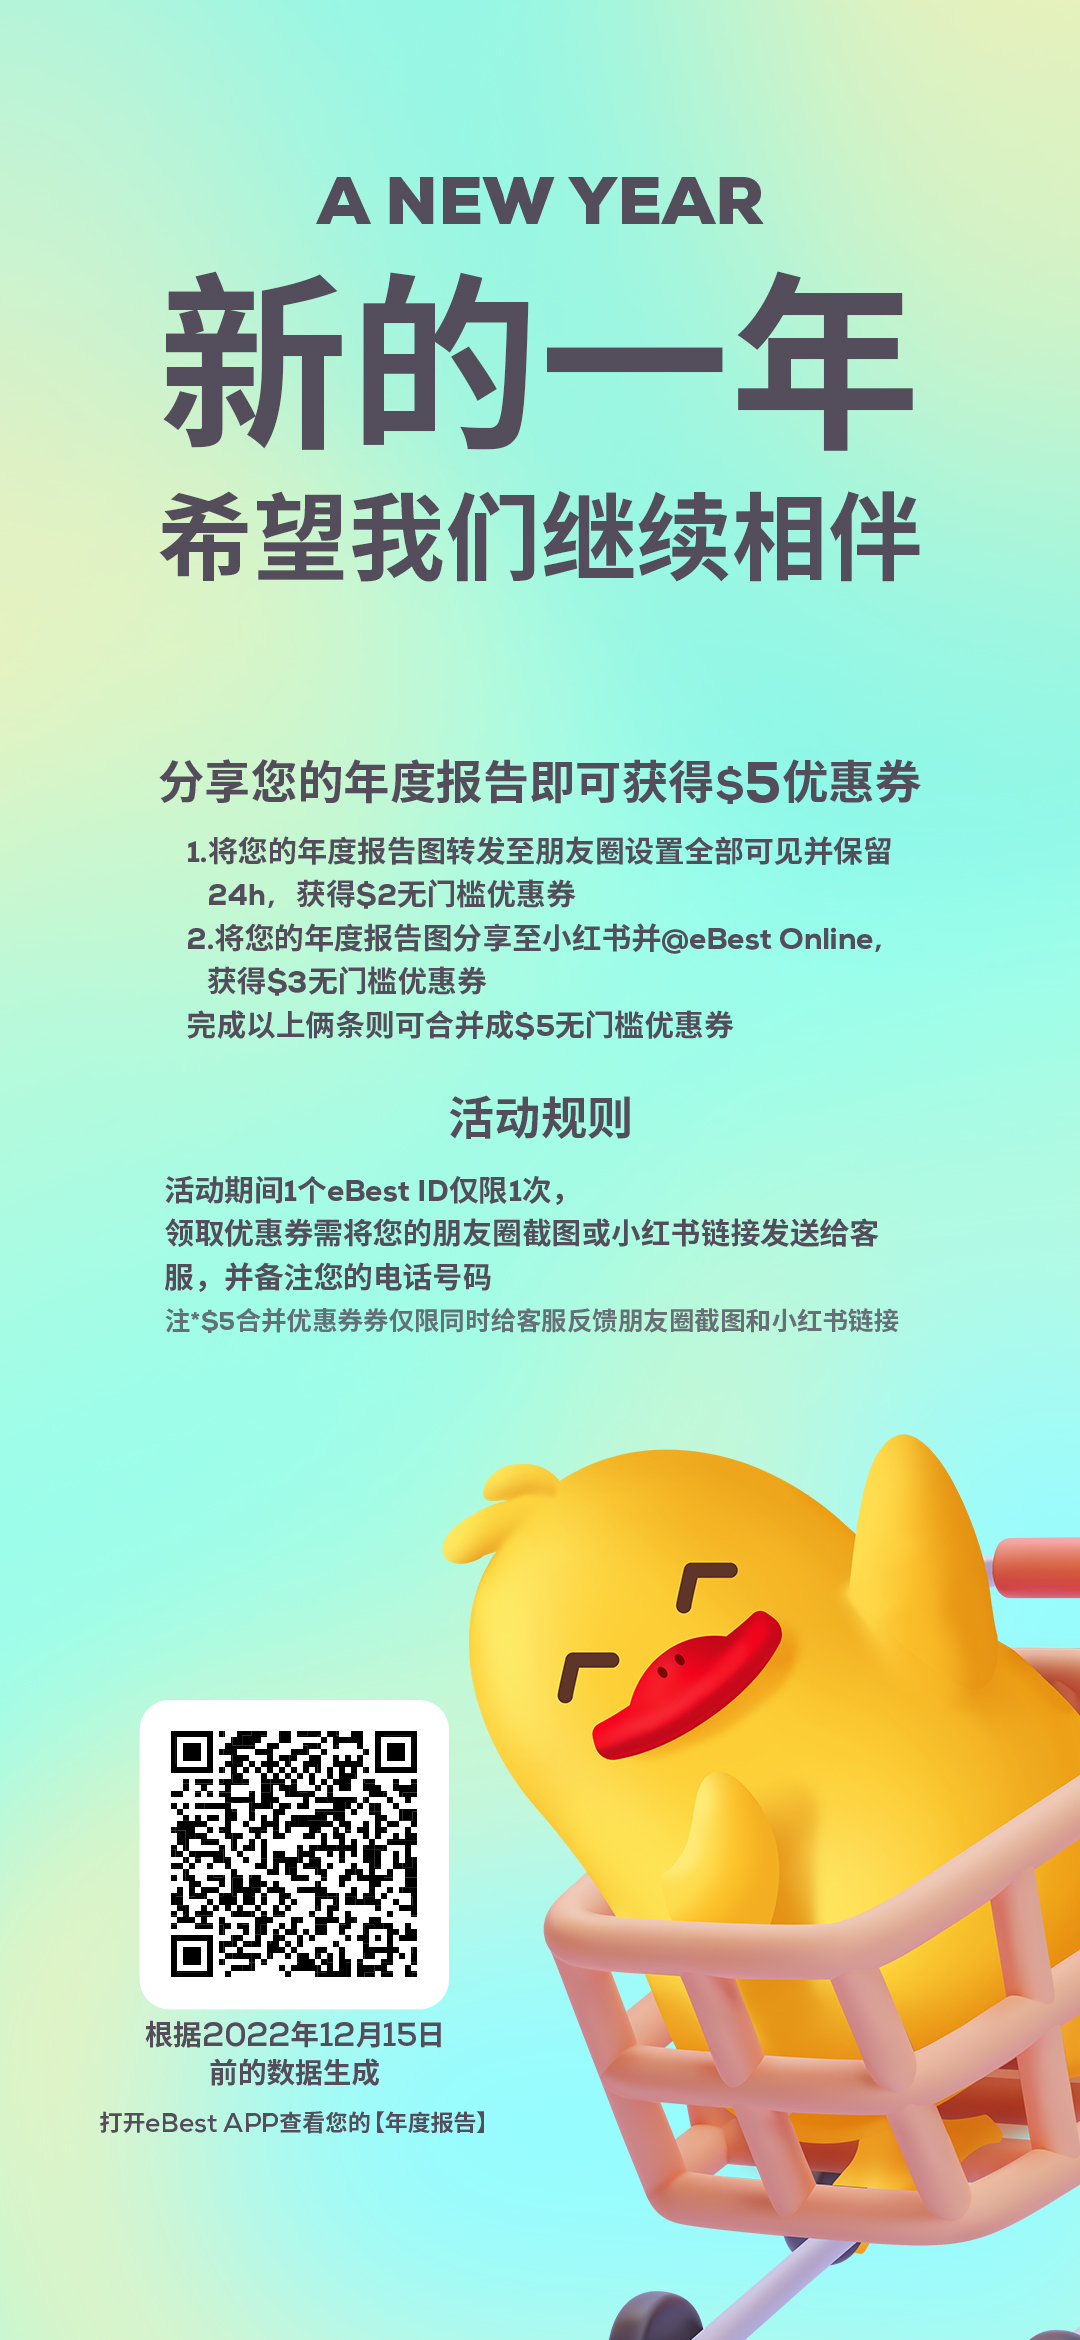 A NEW YEAR
新的一年
希望我们继续相伴
分享您的年度报告即可获得$5优惠券
1.将您的年度报告图转发至朋友圈设置全部可见并保留
24h，获得$2无门槛优惠券
2.将您的年度报告图分享至小红书并@eBest Online,
获得$3无门槛优惠券
完成以上俩条则可合并成$5无门槛优惠券
活动规则
活动期间1个eBest ID仅限1次，
领取优惠券需将您的朋友圈截图或小红书链接发送给客
服，并备注您的电话号码
注*$5合并优惠券券仅限同时给客服反馈朋友圈截图和小红书链接
根据2022年12月15日
前的数据生成
打开eBest APP查看您的【年度报告】